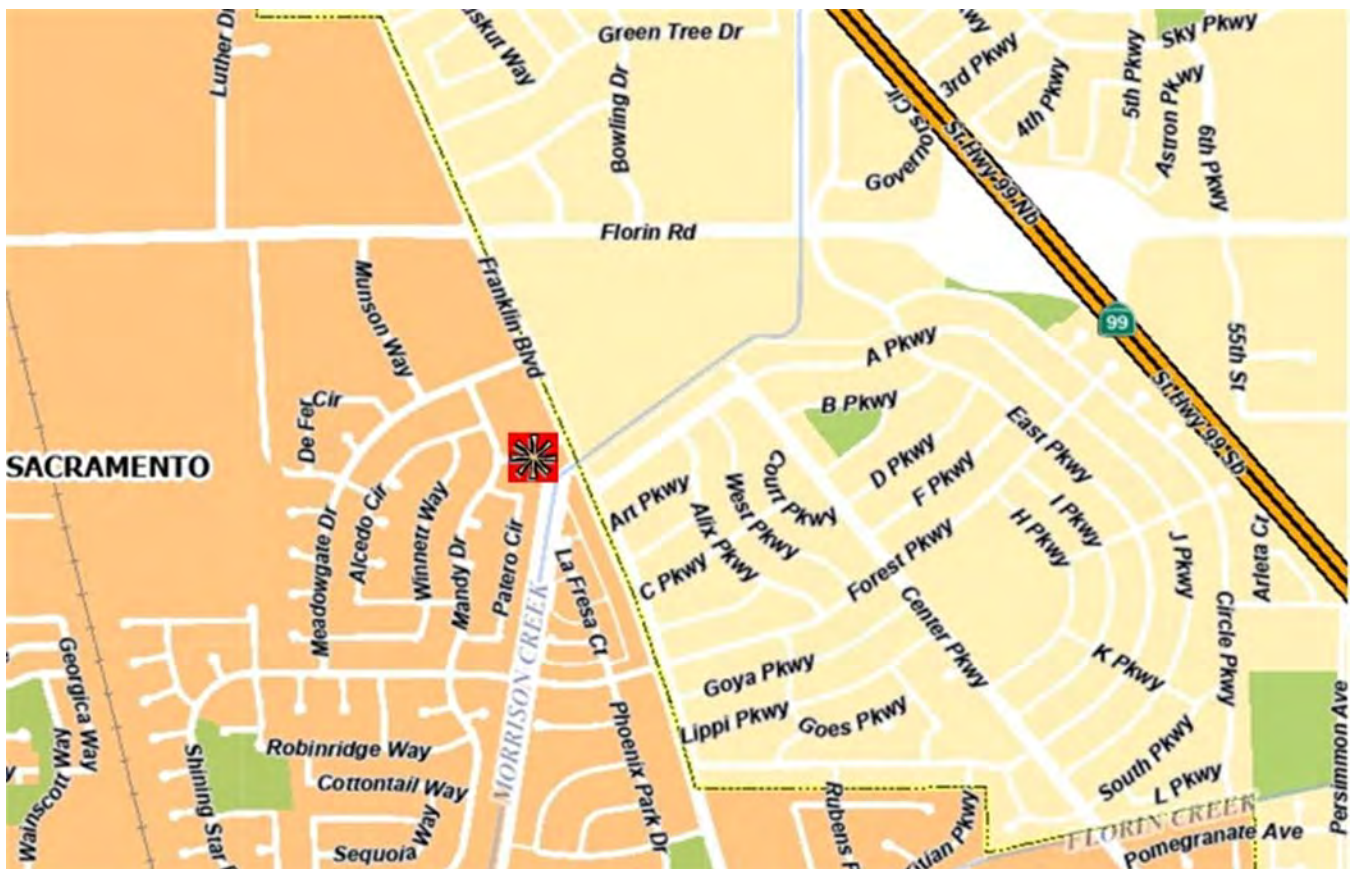 Luther Dr
Green Tree Dr
Bowling Dr
Sky Pkwy
3rd Pkwy
4th Pkwy
5th Pkwy
Astron Pkwy
6th Pkwy
Governors Cir
St Hwy 99 Nb
Florin Rd
Franklin Blvd
Munson Way
99
A Pkwy
55th St
B Pkwy
De Fer Cir
St Hwy 99 Sb
East Pkwy
SACRAMENTO
D Pkwy
F Pkwy
Court Pkwy
West Pkwy
Art Pkwy
Alix Pkwy
I Pkwy
H Pkwy
Alcedo Cir
Winnett Way
Meadowgate Dr
Mandy Dr
Patero Cir
La Fresa Ct
C Pkwy
Forest Pkwy
J Pkwy
Arlea Ct
Circle Pkwy
Center Pkwy
MORRISON CREEK
Georgica Way
K Pkwy
Goya Pkwy
Lippi Pkwy
Goes Pkwy
Phoenix Park Dr
Persimmon Ave
Wainscott Way
Shining Star
Robinridge Way
Cottontail Way
South Pkwy
L Pkwy
Rubens
FLORIN CREEK
Sequoia Way
Pomegranate Ave